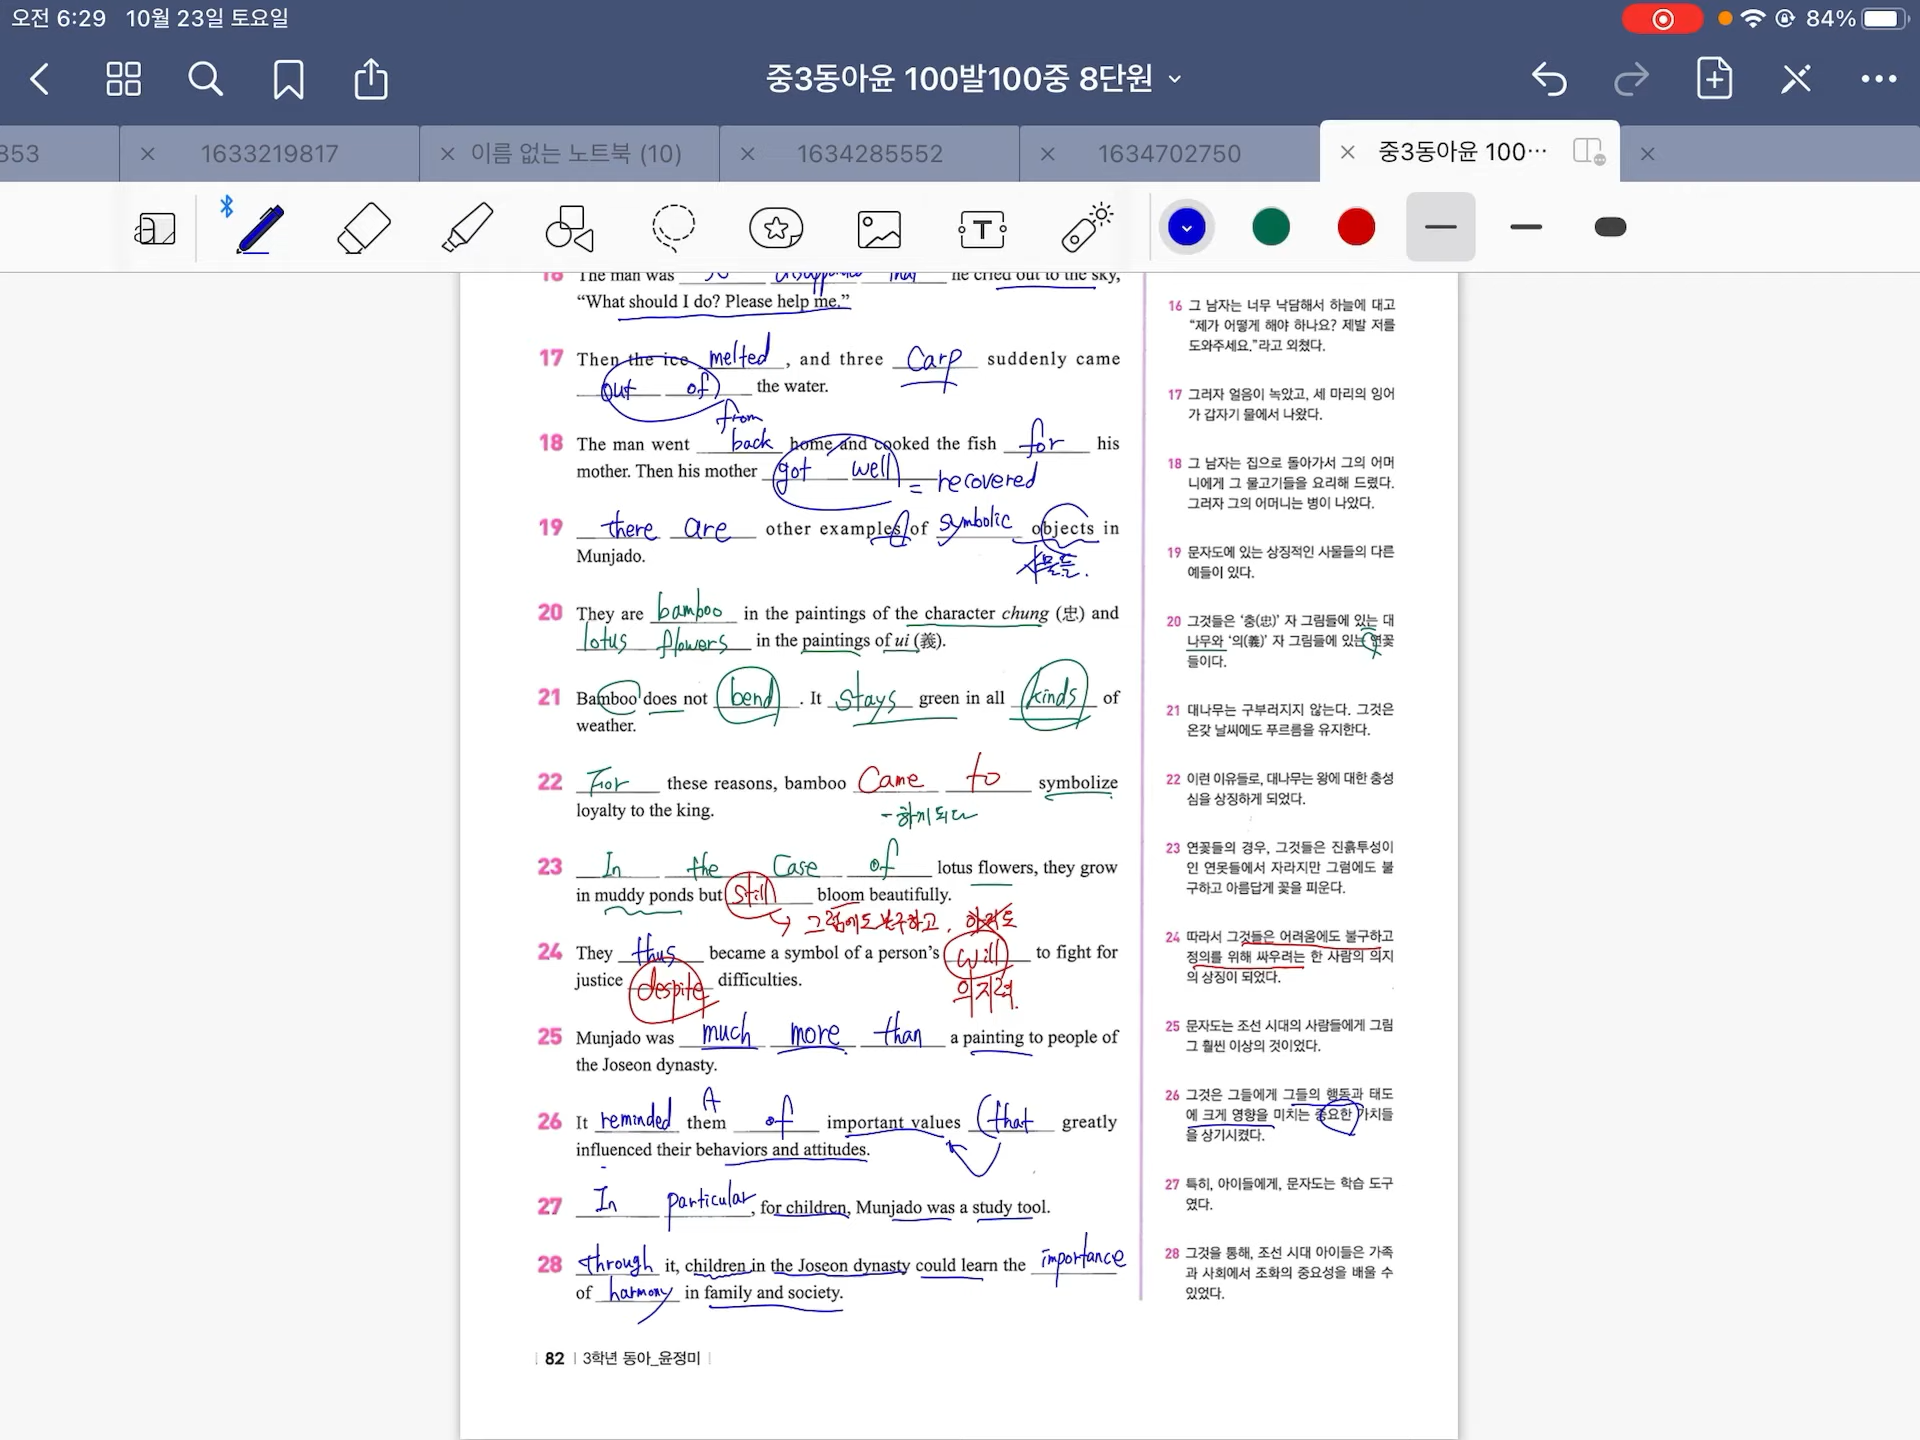 오전 6:29 10월 23일 토요일
84%
중3동아윤 100발100중 8단원
853
1633219817
이름 없는 노트북 (10)
1634285552
1634702750
중3동아윤 100…
16 The man was so disappointed that he cried out to the sky,
“What should I do? Please help me.”
17 Then the ice melted , and three carp suddenly came
out of the water.
from
18 The man went back home and cooked the fish for his
mother. Then his mother got well = recovered
19 there are other examples of symbolic objects in
Munjado.
사물들.
20 They are bamboo in the paintings of the character chung (忠) and
lotus flowers in the paintings of ui (義).
21 Bamboo does not bend . It stays green in all kinds of
weather.
22 For these reasons, bamboo came to symbolize
loyalty to the king.
-하게 되다
23 In the case of lotus flowers, they grow
in muddy ponds but still bloom beautifully.
→ 그럼에도 불구하고,
24 They thus became a symbol of a person’s will to fight for
justice despite difficulties.
의지력.
25 Munjado was much more than a painting to people of
the Joseon dynasty.
A
26 It reminded them of important values (that greatly
influenced their behaviors and attitudes.
27 In particular, for children, Munjado was a study tool.
28 through it, children in the Joseon dynasty could learn the importance
of harmony in family and society.
82 | 3학년 동아_윤정미
16 그 남자는 너무 낙담해서 하늘에 대고
“제가 어떻게 해야 하나요? 제발 저를
도와주세요.”라고 외쳤다.
17 그러자 얼음이 녹았고, 세 마리의 잉어
가 갑자기 물에서 나왔다.
18 그 남자는 집으로 돌아가서 그의 어머
니에게 그 물고기들을 요리해 드렸다.
그러자 그의 어머니는 병이 나았다.
19 문자도에 있는 상징적인 사물들의 다른
예들이 있다.
20 그것들은 ‘충(忠)’ 자 그림들에 있는 대
나무와 ‘의(義)’ 자 그림들에 있는 연꽃
들이다.
21 대나무는 구부러지지 않는다. 그것은
온갖 날씨에도 푸르름을 유지한다.
22 이런 이유들로, 대나무는 왕에 대한 충성
심을 상징하게 되었다.
23 연꽃들의 경우, 그것들은 진흙투성이
인 연못들에서 자라지만 그럼에도 불
구하고 아름답게 꽃을 피운다.
24 따라서 그것들은 어려움에도 불구하고
정의를 위해 싸우려는 한 사람의 의지
의 상징이 되었다.
25 문자도는 조선 시대의 사람들에게 그림
그 훨씬 이상의 것이었다.
26 그것은 그들에게 그들의 행동과 태도
에 크게 영향을 미치는 중요한 가치들
을 상기시켰다.
27 특히, 아이들에게, 문자도는 학습 도구
였다.
28 그것을 통해, 조선 시대 아이들은 가족
과 사회에서 조화의 중요성을 배울 수
있었다.